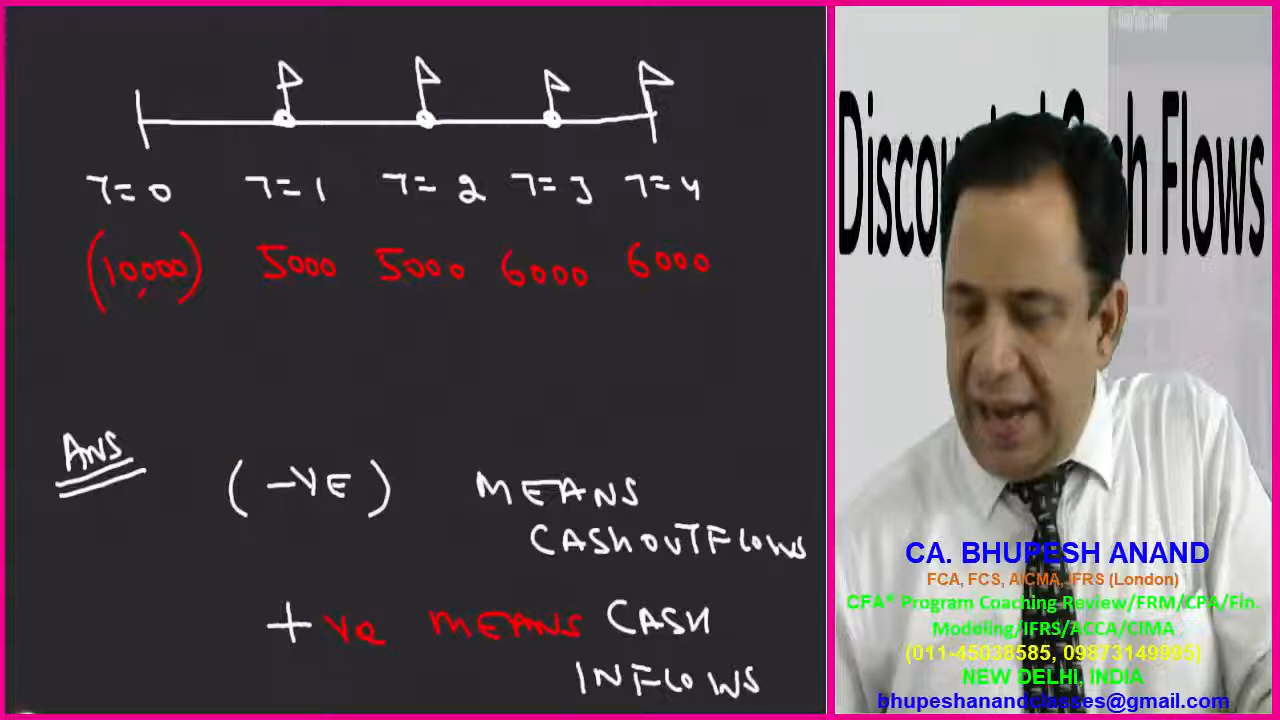 T=0 T=1 T=2 T=3 T=4
(10,000) 5000 5000 6000 6000
ANS
(-VE) MEANS
CASH OUTFLOWS
+ ve MEANS CASH
INFLOWS
Discounted Cash Flows
CA. BHUPESH ANAND
FCA, FCS, AICMA, IFRS (London)
CFA* Program Coaching Review/FRM/CPA/Fin.
Modeling/IFRS/ACCA/CIMA
(011-45038585, 09873149995)
NEW DELHI, INDIA
bhupeshanandclasses@gmail.com